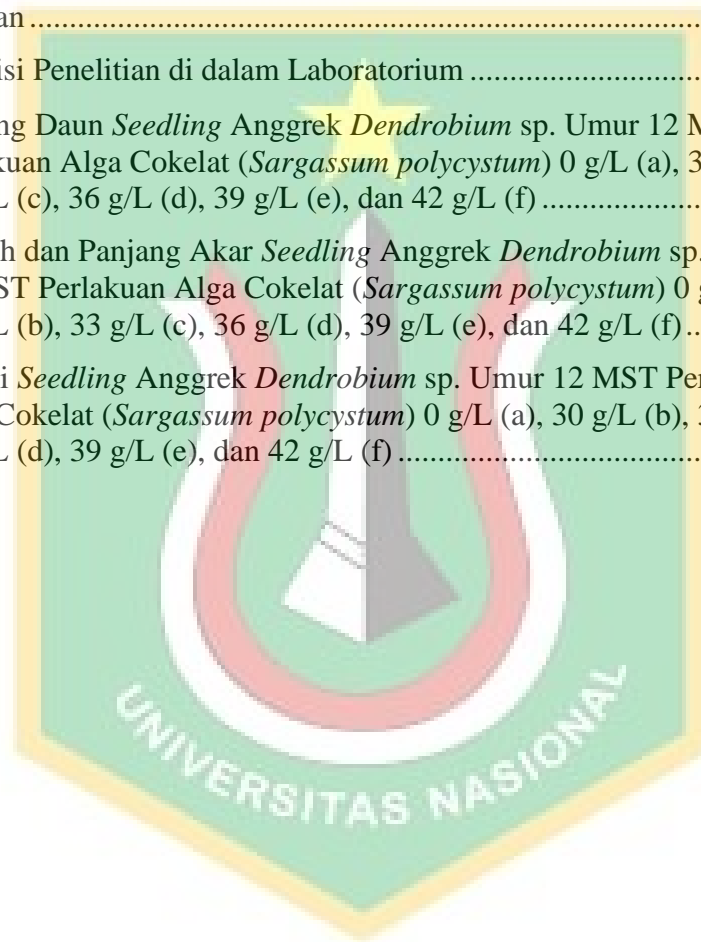 an ........................................................................................
isi Penelitian di dalam Laboratorium ..............................
ng Daun Seedling Anggrek Dendrobium sp. Umur 12 M
kuan Alga Cokelat (Sargassum polycystum) 0 g/L (a), 3
L (c), 36 g/L (d), 39 g/L (e), dan 42 g/L (f) .....................
h dan Panjang Akar Seedling Anggrek Dendrobium sp.
ST Perlakuan Alga Cokelat (Sargassum polycystum) 0 g
L (b), 33 g/L (c), 36 g/L (d), 39 g/L (e), dan 42 g/L (f) ..
i Seedling Anggrek Dendrobium sp. Umur 12 MST Per
Cokelat (Sargassum polycystum) 0 g/L (a), 30 g/L (b), 3
L (d), 39 g/L (e), dan 42 g/L (f) .......................................
UNIVERSITAS NASIONAL